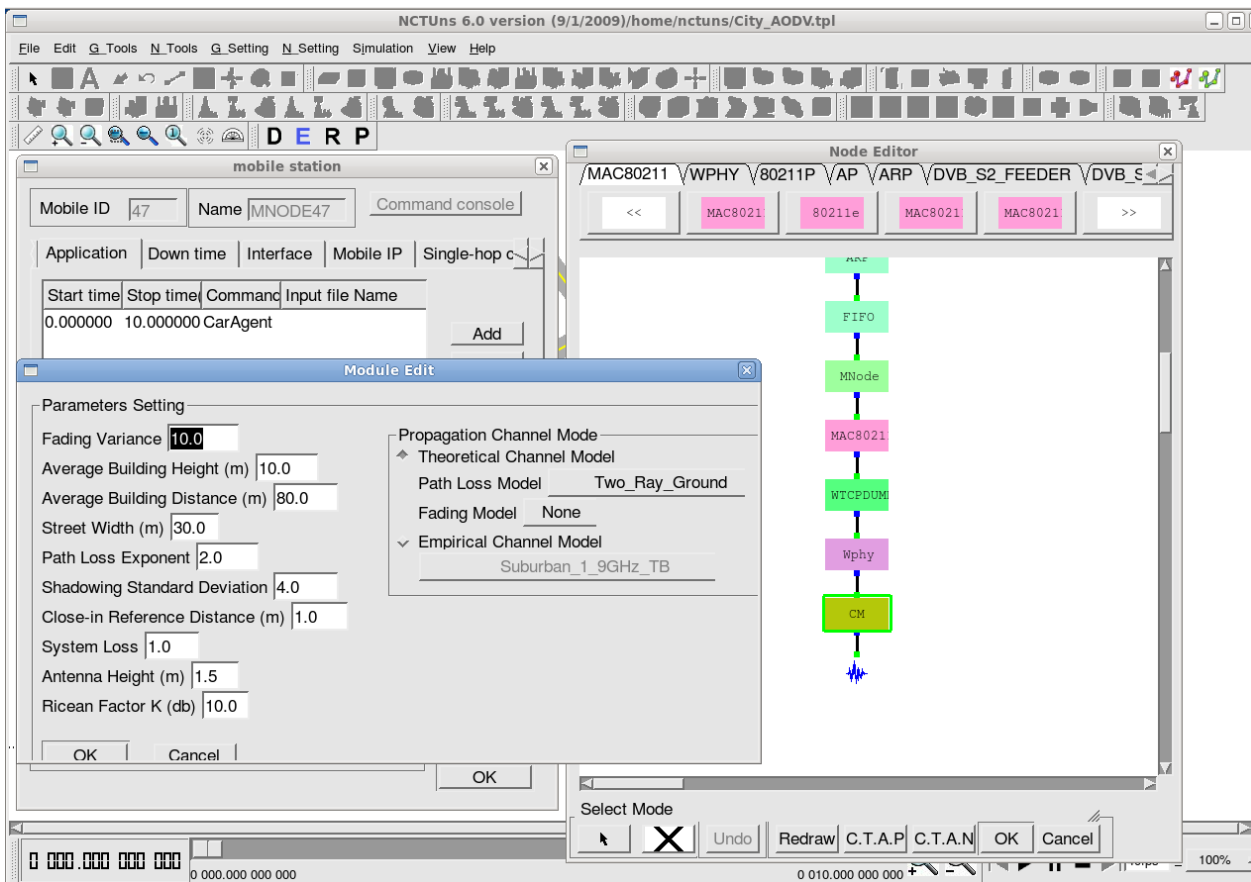 NCTUns 6.0 version (9/1/2009)/home/nctuns/City_AODV.tpl
File Edit G_Tools N_Tools G_Setting N_Setting Simulation View Help
D E R P
mobile station
Mobile ID 47 Name MNODE47 Command console
Application Down time Interface Mobile IP Single-hop c
Start time Stop time( Command Input file Name
0.000000 10.000000 CarAgent
Add
OK
Module Edit
Parameters Setting
Fading Variance 10.0
Average Building Height (m) 10.0
Average Building Distance (m) 80.0
Street Width (m) 30.0
Path Loss Exponent 2.0
Shadowing Standard Deviation 4.0
Close-in Reference Distance (m) 1.0
System Loss 1.0
Antenna Height (m) 1.5
Ricean Factor K (db) 10.0
OK Cancel
Propagation Channel Mode
Theoretical Channel Model
Path Loss Model Two_Ray_Ground
Fading Model None
Empirical Channel Model
Suburban_1_9GHz_TB
Node Editor
MAC80211 WPHY 80211P AP ARP DVB_S2_FEEDER DVB_S
<< MAC8021 80211e MAC8021 MAC8021 >>
ARP
FIFO
MNode
MAC8021
WTCPDUM
Wphy
CM
Select Mode
X Undo Redraw C.T.A.P C.T.A.N OK Cancel
0 000.000 000 000
0 000.000 000 000
0 010.000 000 000
100%